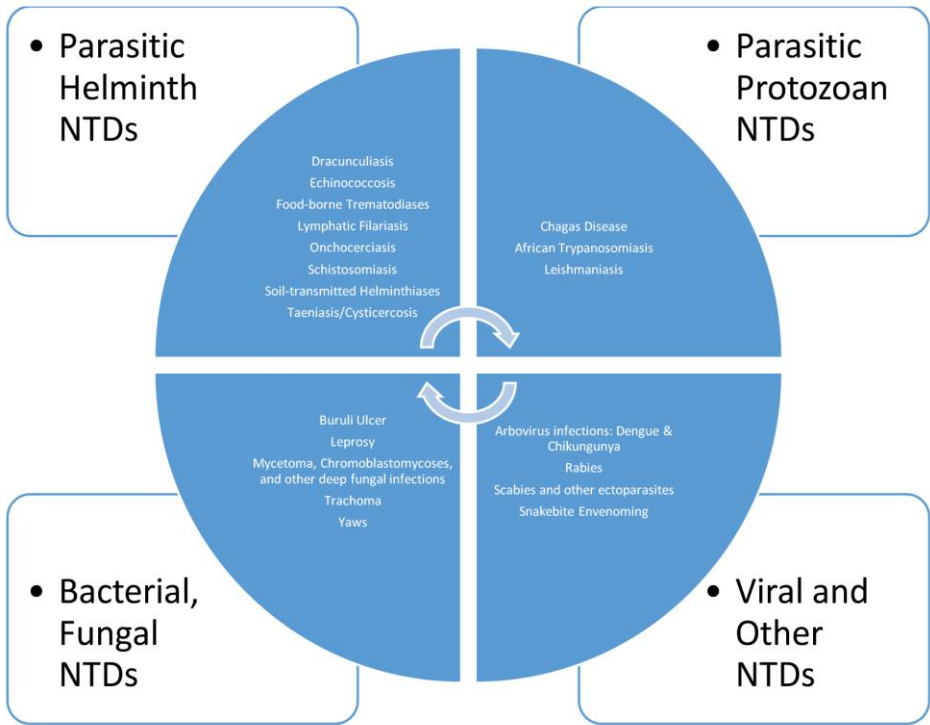 • Parasitic
Helminth
NTDs
• Parasitic
Protozoan
NTDs
Dracunculiasis
Echinococcosis
Food-borne Trematodiases
Lymphatic Filariasis
Onchocerciasis
Schistosomiasis
Soil-transmitted Helminthiases
Taeniasis/Cysticercosis
Chagas Disease
African Trypanosomiasis
Leishmaniasis
Buruli Ulcer
Leprosy
Mycetoma, Chromoblastomycoses,
and other deep fungal infections
Trachoma
Yaws
Arbovirus infections: Dengue &
Chikungunya
Rabies
Scabies and other ectoparasites
Snakebite Envenoming
• Bacterial,
Fungal
NTDs
• Viral and
Other
NTDs